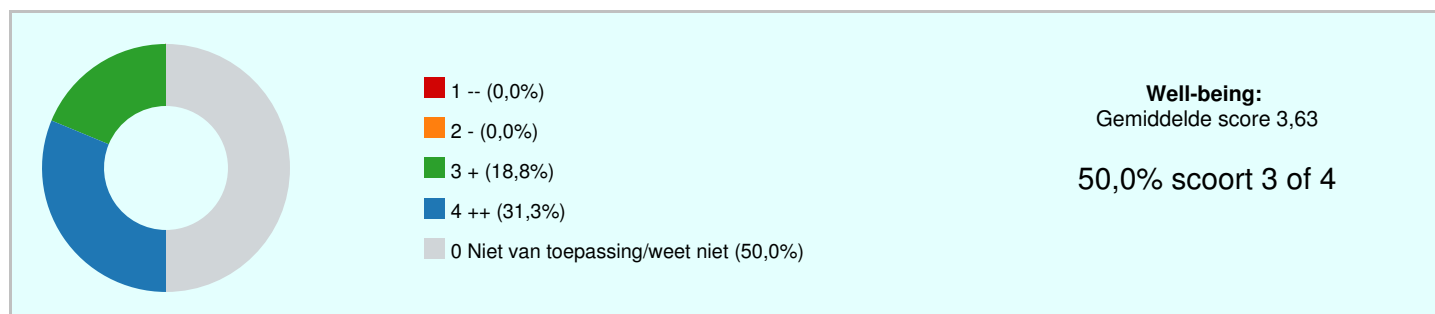 1 -- (0,0%)
2 - (0,0%)
3 + (18,8%)
4 ++ (31,3%)
0 Niet van toepassing/weet niet (50,0%)
Well-being:
Gemiddelde score 3,63
50,0% scoort 3 of 4